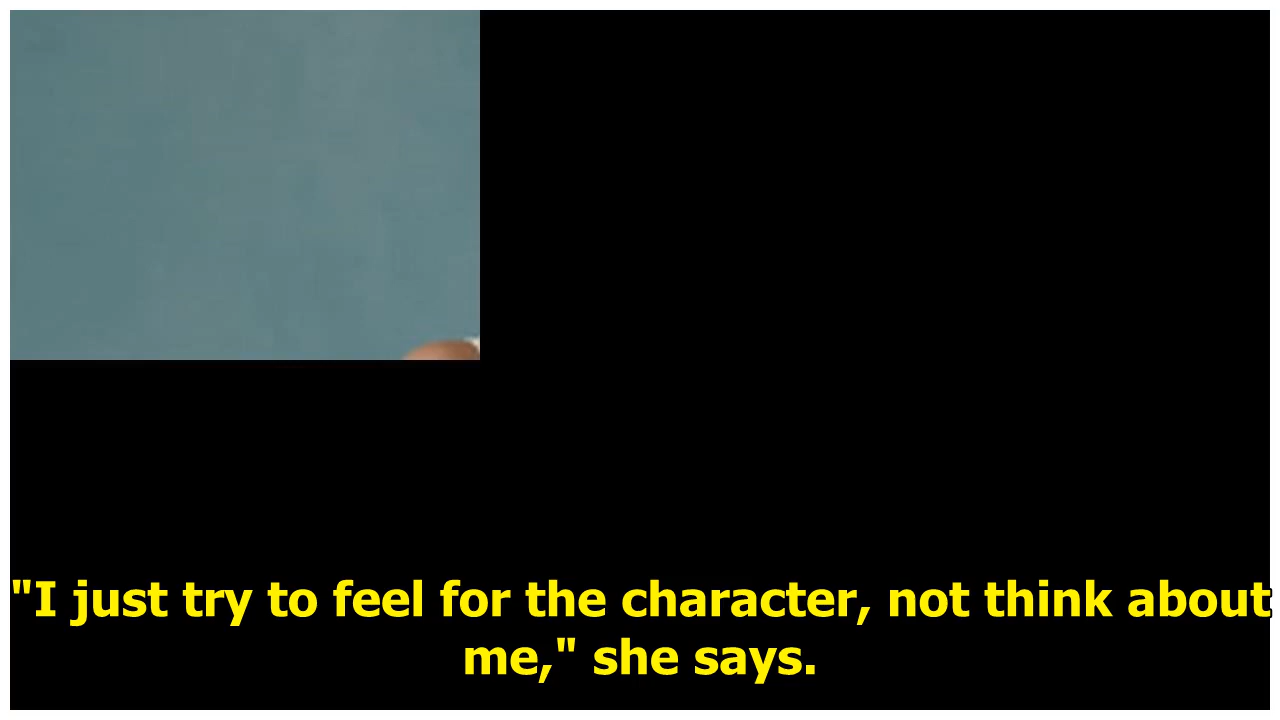 "I just try to feel for the character, not think about
me," she says.